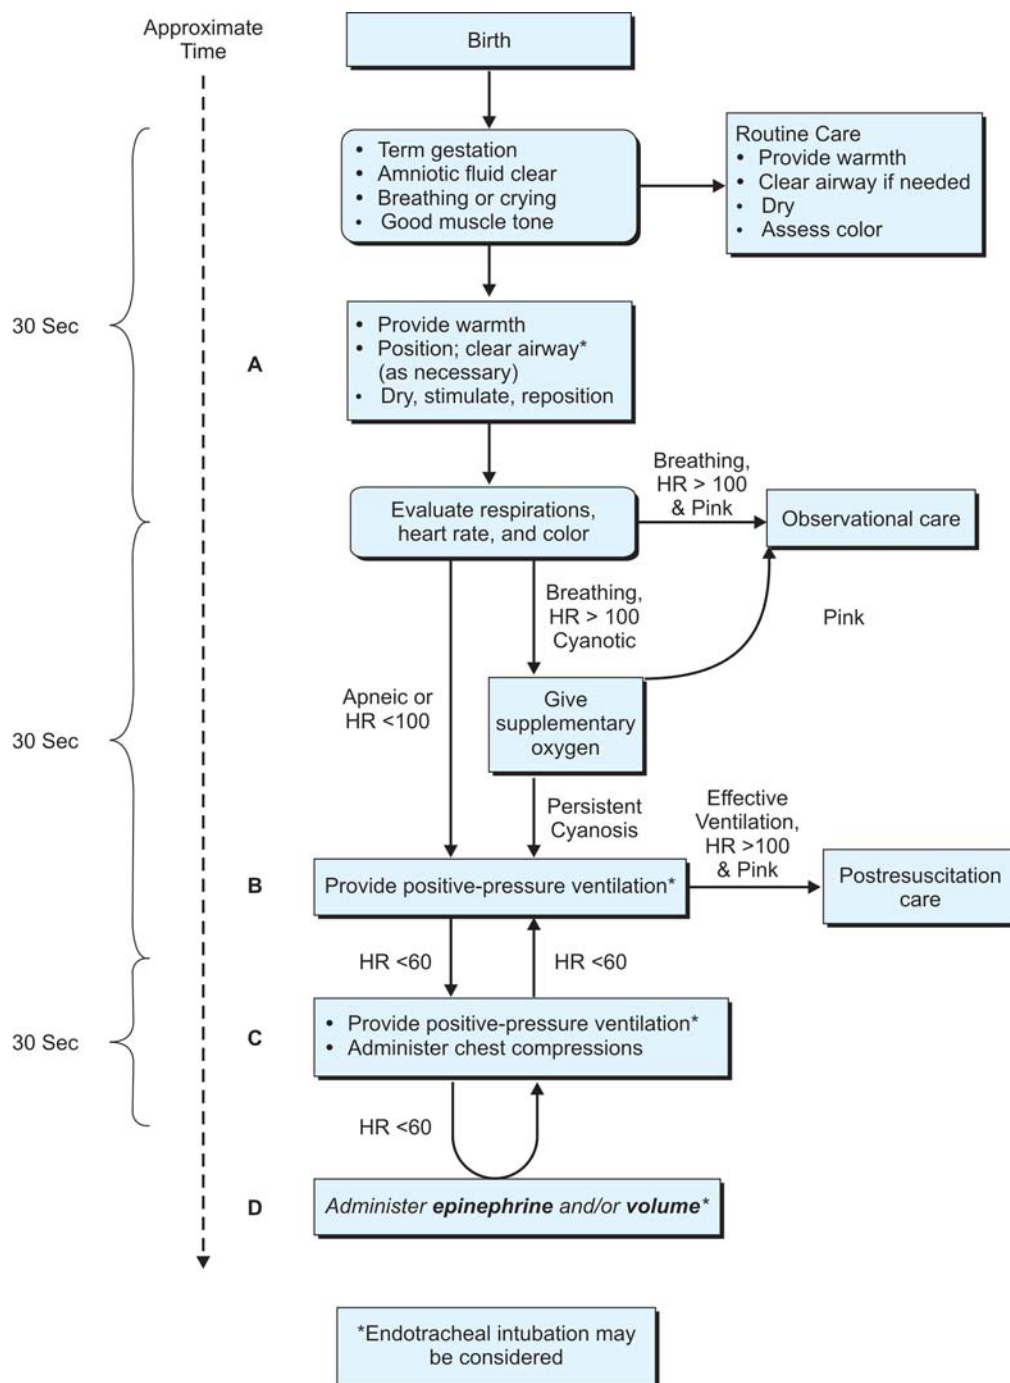 Approximate
Time
Birth
• Term gestation
• Amniotic fluid clear
• Breathing or crying
• Good muscle tone
Routine Care
• Provide warmth
• Clear airway if needed
• Dry
• Assess color
30 Sec
A
• Provide warmth
• Position; clear airway*
(as necessary)
• Dry, stimulate, reposition
Evaluate respirations,
heart rate, and color
Breathing,
HR > 100
& Pink
Observational care
Breathing,
HR > 100
Cyanotic
Pink
Apneic or
HR <100
Give
supplementary
oxygen
30 Sec
Persistent
Cyanosis
Effective
Ventilation,
HR >100
& Pink
B
Provide positive-pressure ventilation*
Postresuscitation
care
HR <60
HR <60
30 Sec
C
• Provide positive-pressure ventilation*
• Administer chest compressions
HR <60
D
Administer epinephrine and/or volume*
*Endotracheal intubation may
be considered